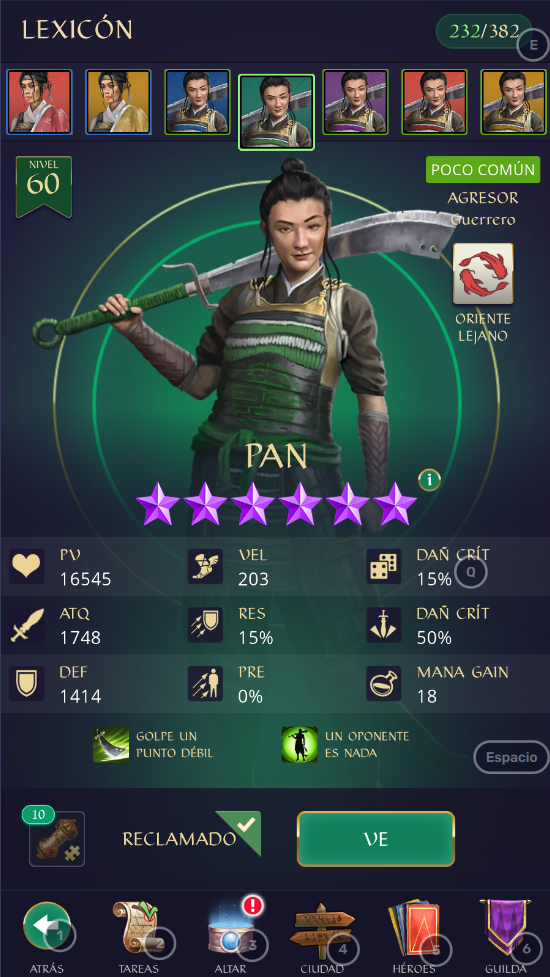 LEXICÓN
232/382
E
NIVEL
60
POCO COMÚN
AGRESOR
Guerrero
ORIENTE
LEJANO
PAN
i
PV
16545
VEL
203
DAÑ CRÍT
15%
Q
ATQ
1748
RES
15%
DAÑ CRÍT
50%
DEF
1414
PRE
0%
MANA GAIN
18
GOLPE UN
PUNTO DÉBIL
UN OPONENTE
ES NADA
Espacio
10
RECLAMADO
VE
!
1
2
3
4
5
6
ATRÁS
TAREAS
ALTAR
CIUDAD
HÉROES
GUILDA